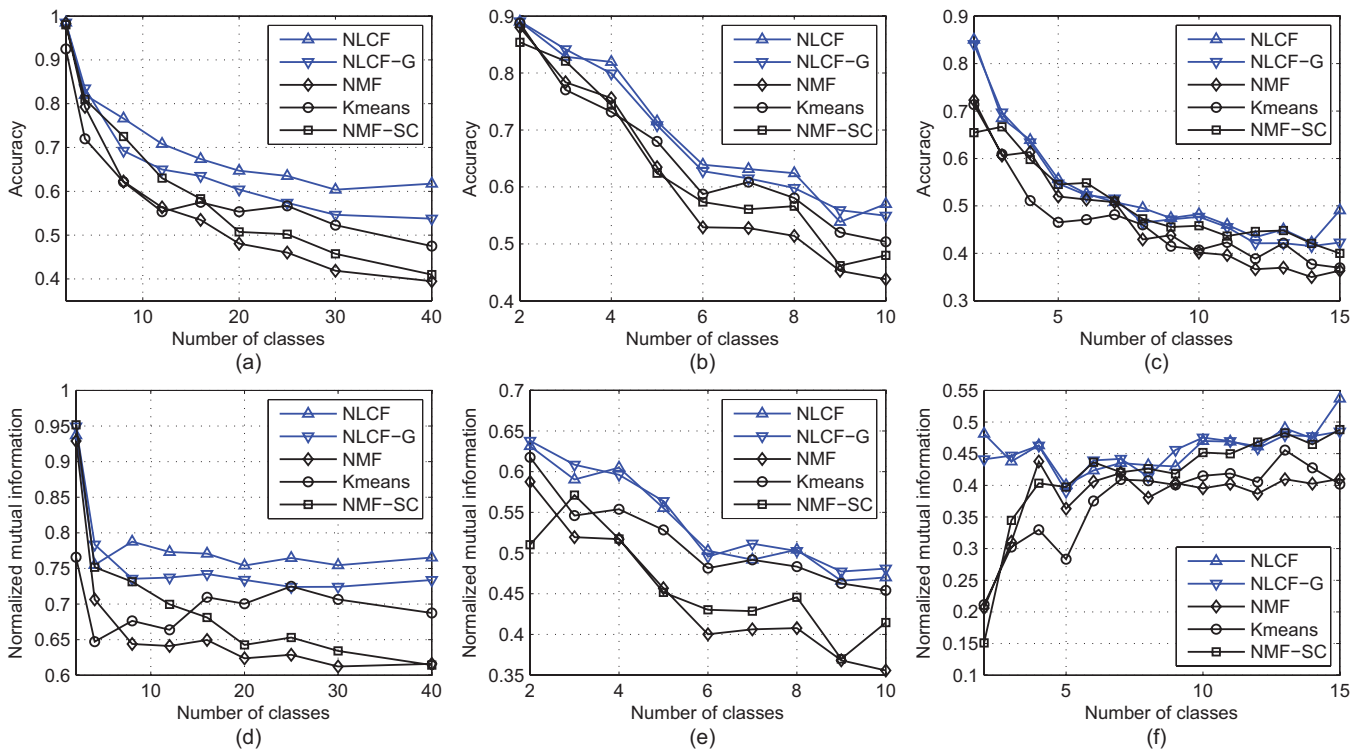 1
0.9
0.8
0.7
0.6
0.5
0.4
Accuracy
NLCF
NLCF-G
NMF
Kmeans
NMF-SC
10 20 30 40
Number of classes
(a)
0.9
0.8
0.7
0.6
0.5
0.4
Accuracy
NLCF
NLCF-G
NMF
Kmeans
NMF-SC
2 4 6 8 10
Number of classes
(b)
0.9
0.8
0.7
0.6
0.5
0.4
0.3
Accuracy
NLCF
NLCF-G
NMF
Kmeans
NMF-SC
5 10 15
Number of classes
(c)
1
0.95
0.9
0.85
0.8
0.75
0.7
0.65
0.6
Normalized mutual information
NLCF
NLCF-G
NMF
Kmeans
NMF-SC
10 20 30 40
Number of classes
(d)
0.7
0.65
0.6
0.55
0.5
0.45
0.4
0.35
Normalized mutual information
NLCF
NLCF-G
NMF
Kmeans
NMF-SC
2 4 6 8 10
Number of classes
(e)
0.55
0.5
0.45
0.4
0.35
0.3
0.25
0.2
0.15
0.1
Normalized mutual information
NLCF
NLCF-G
NMF
Kmeans
NMF-SC
5 10 15
Number of classes
(f)